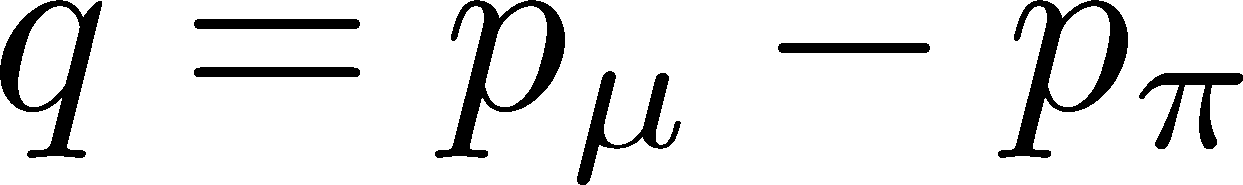 q = p_μ − p_π